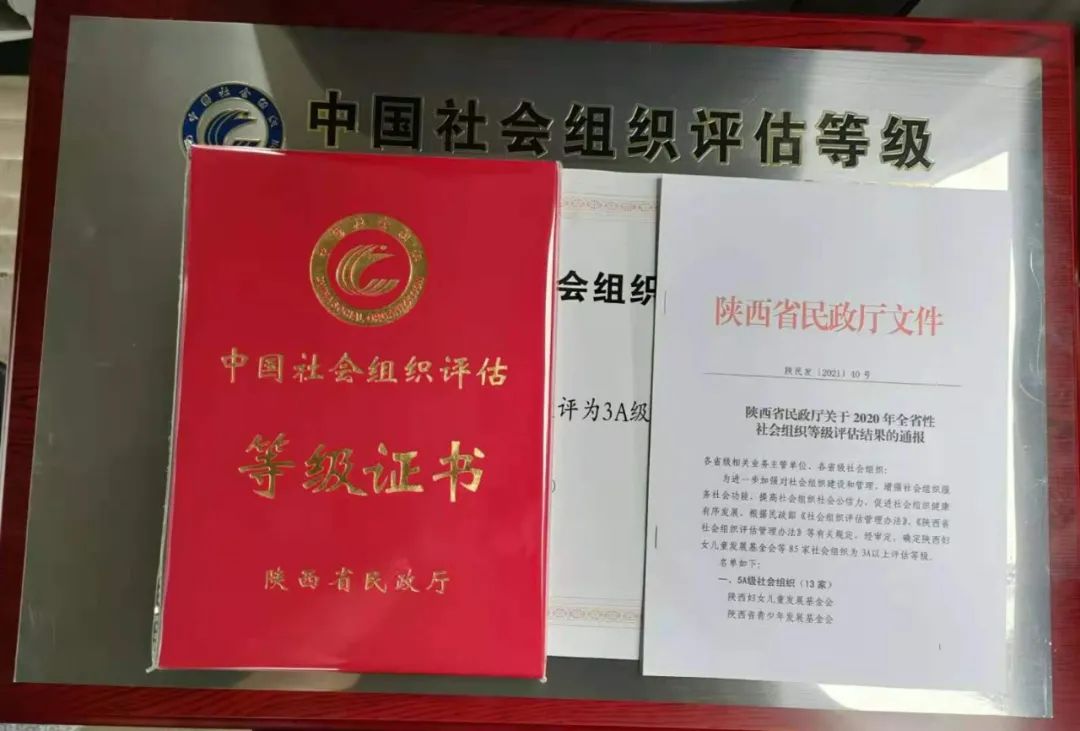 中国社会组织评估等级
中国社会组织评估
等级证书
陕西省民政厅
会组织
评为3A级
陕西省民政厅文件
陕民发〔2021〕40号
陕西省民政厅关于2020年全省性
社会组织等级评估结果的通报
各省级相关业务主管单位、各省级社会组织：
为进一步加强对社会组织建设和管理，增强社会组织服
务社会功能，提高社会组织社会公信力，促进社会组织健康
有序发展，根据民政部《社会组织评估管理办法》、《陕西省
社会组织评估管理办法》等有关规定，经审定，确定陕西妇
女儿童发展基金会等85家社会组织为3A以上评估等级。
名单如下：
一、5A级社会组织（13家）
陕西妇女儿童发展基金会
陕西省青少年发展基金会
1